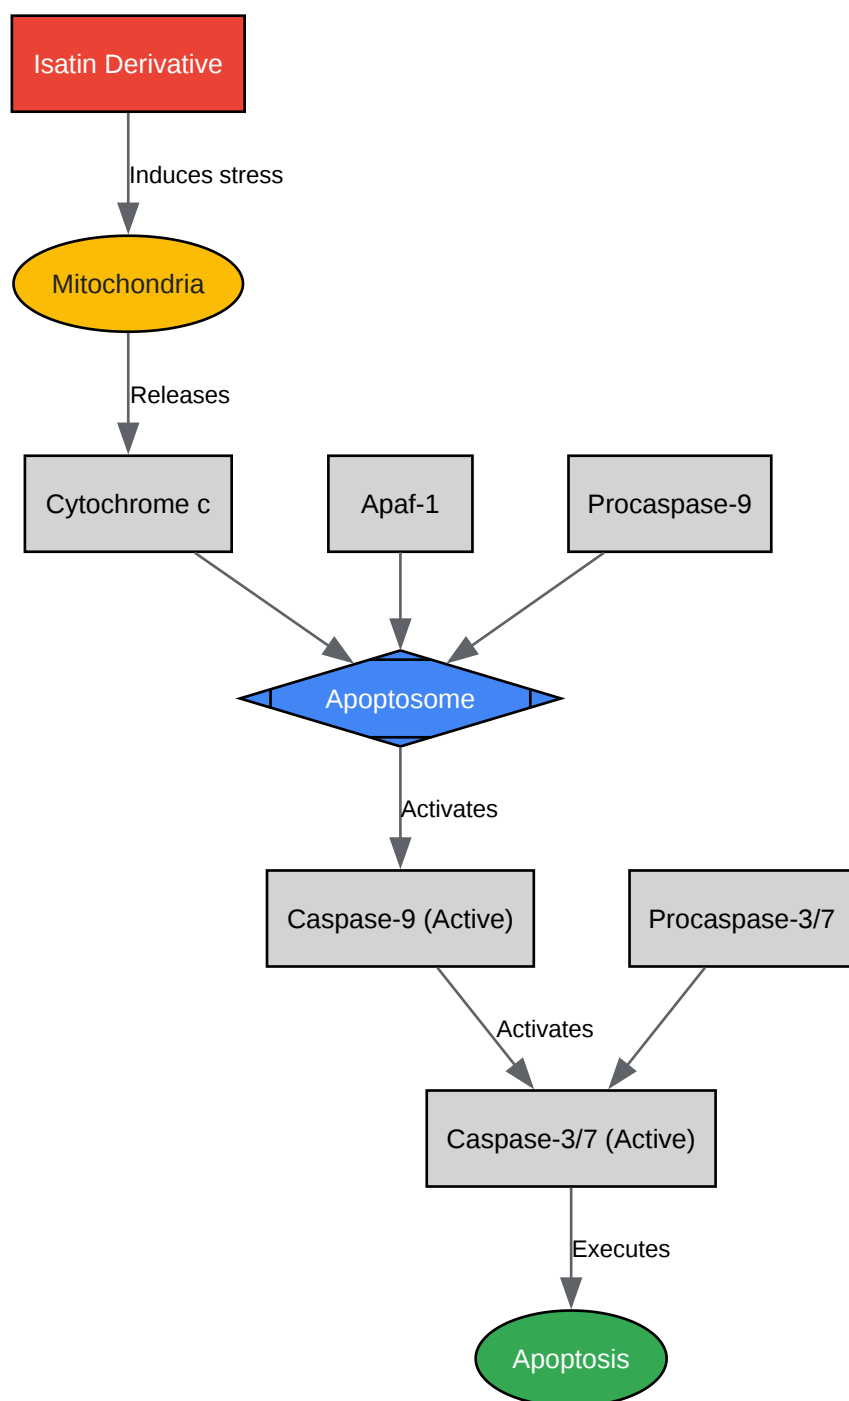 Isatin Derivative
Induces stress
Mitochondria
Releases
Cytochrome c
Apaf-1
Procaspase-9
Apoptosome
Activates
Caspase-9 (Active)
Procaspase-3/7
Activates
Caspase-3/7 (Active)
Executes
Apoptosis